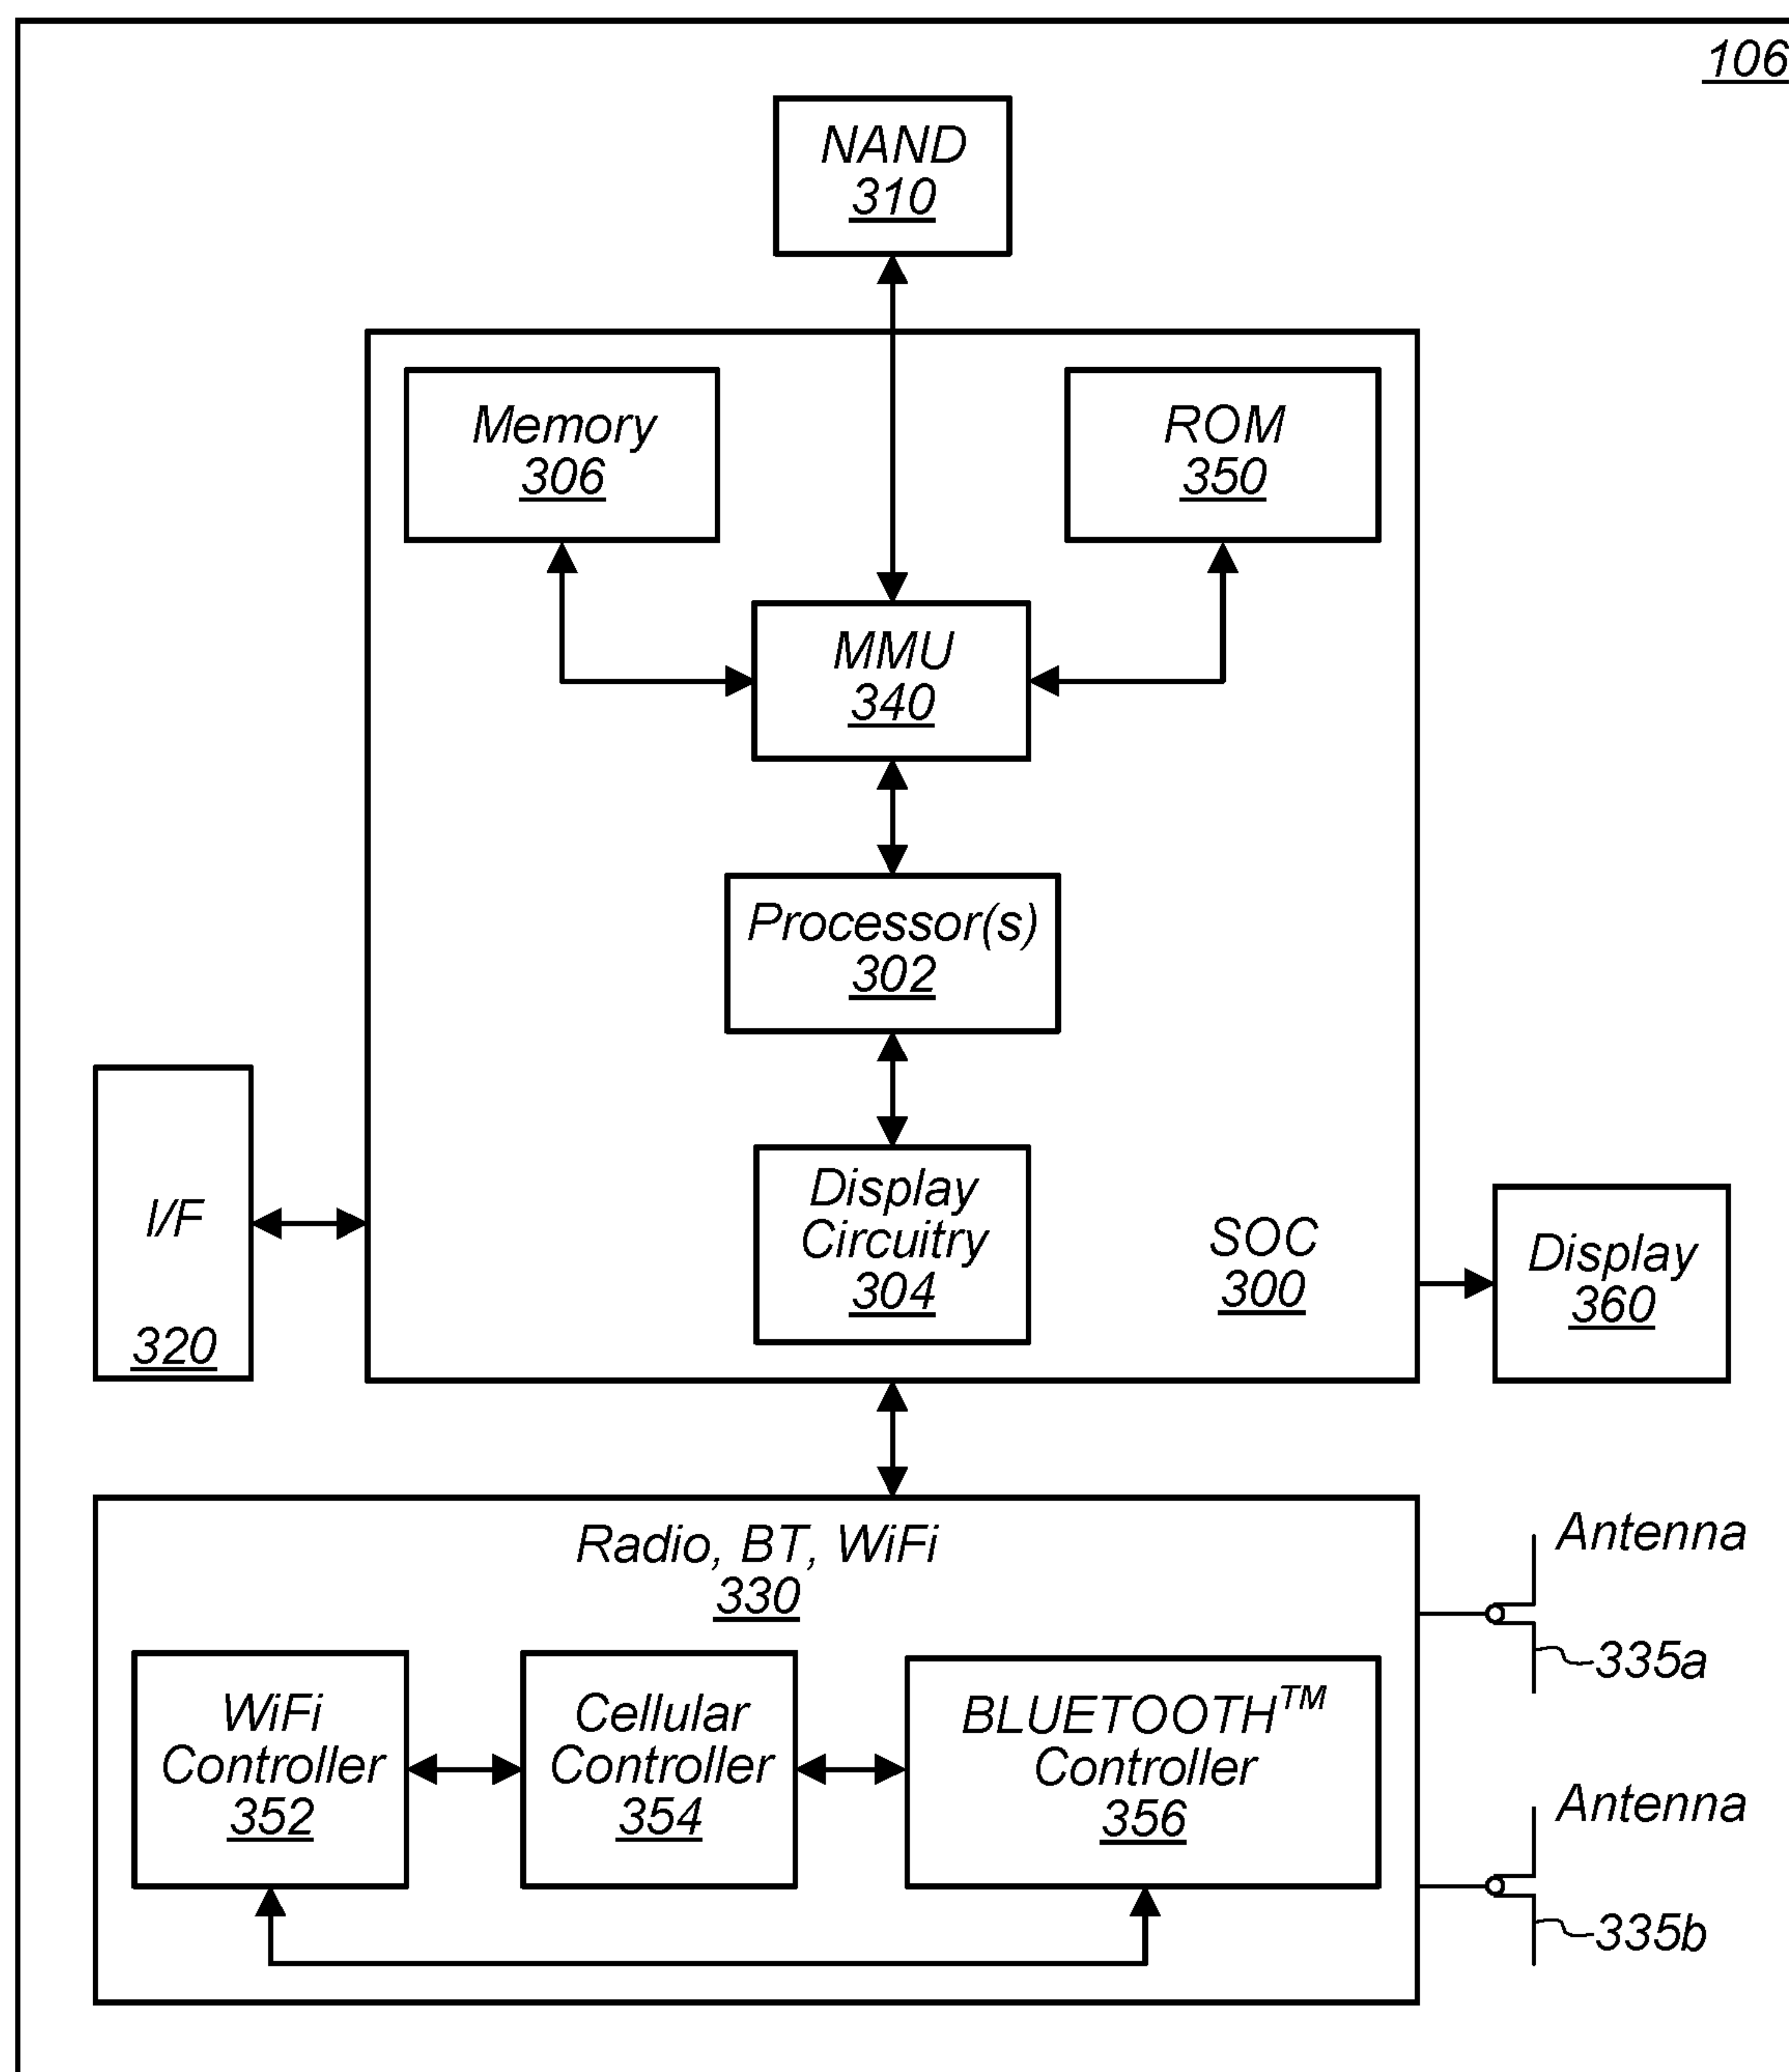 106
NAND
310
Memory
306
ROM
350
MMU
340
Processor(s)
302
Display
Circuitry
304
SOC
300
I/F
320
Display
360
Radio, BT, WiFi
330
WiFi
Controller
352
Cellular
Controller
354
BLUETOOTH™
Controller
356
Antenna
335a
Antenna
335b